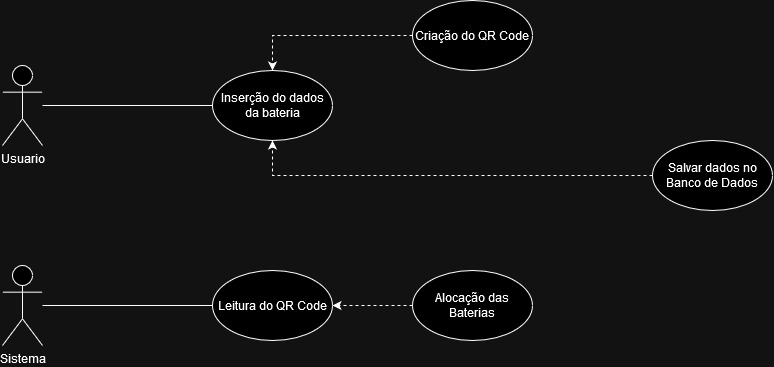 Criação do QR Code
Inserção do dados
da bateria
Usuario
Salvar dados no
Banco de Dados
Leitura do QR Code
Alocação das
Baterias
Sistema